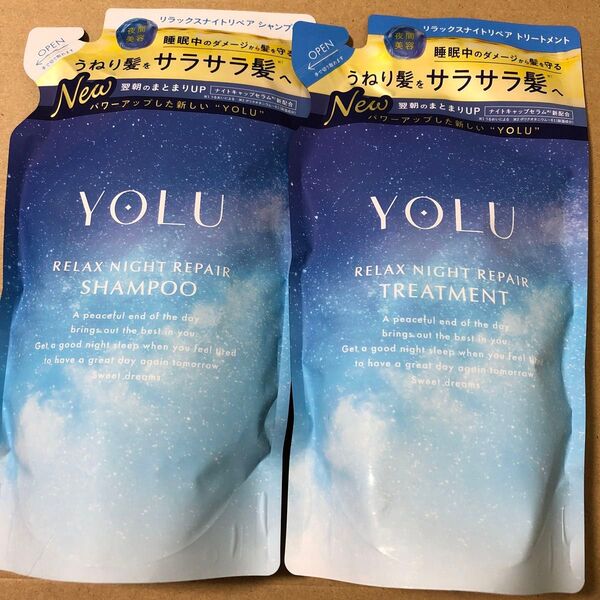 リラックスナイトリペア シャンプ
OPEN
夜間
美容
睡眠中のダメージから髪を守る
うねり髪をサラサラ髪へ
New
翌朝のまとまりUP
ナイトキャップセラム 新配合
パワーアップした新しい “YOLU”
YOLU
RELAX NIGHT REPAIR
SHAMPOO
A peaceful end of the day
brings out the best in you.
Get a good night sleep when you feel tired
to have a great day again tomorrow.
Sweet dreams.
リラックスナイトリペア トリートメント
OPEN
夜間
美容
睡眠中のダメージから髪を守る
うねり髪をサラサラ髪へ
New
翌朝のまとまりUP
ナイトキャップセラム 新配合
パワーアップした新しい “YOLU”
YOLU
RELAX NIGHT REPAIR
TREATMENT
A peaceful end of the day
brings out the best in you.
Get a good night sleep when you feel tired
to have a great day again tomorrow.
Sweet dreams.